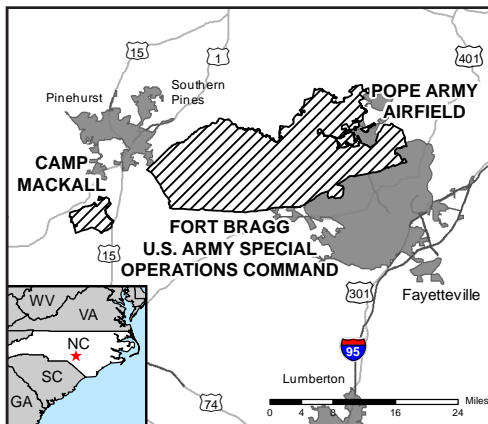 15
1
401
Pinehurst
Southern
Pines
POPE ARMY
AIRFIELD
CAMP
MACKALL
FORT BRAGG
U.S. ARMY SPECIAL
OPERATIONS COMMAND
15
301
Fayetteville
95
Lumberton
74
Miles
0 4 8 16 24
WV
VA
NC
SC
GA